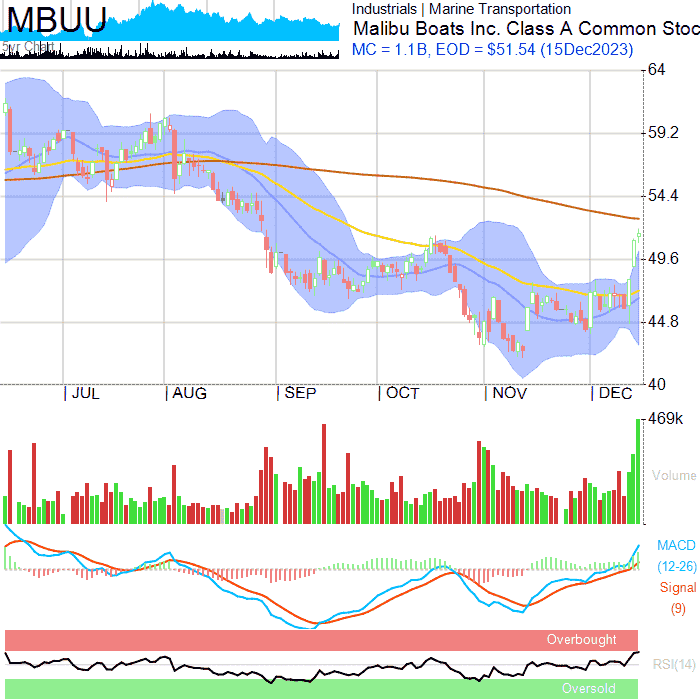 MBUU
5yr Chart
Industrials | Marine Transportation
Malibu Boats Inc. Class A Common Stoc
MC = 1.1B, EOD = $51.54 (15Dec2023)
64
59.2
54.4
49.6
44.8
40
| JUL | AUG | SEP | OCT | NOV | DEC
469k
Volume
MACD
(12-26)
Signal
(9)
Overbought
RSI(14)
Oversold